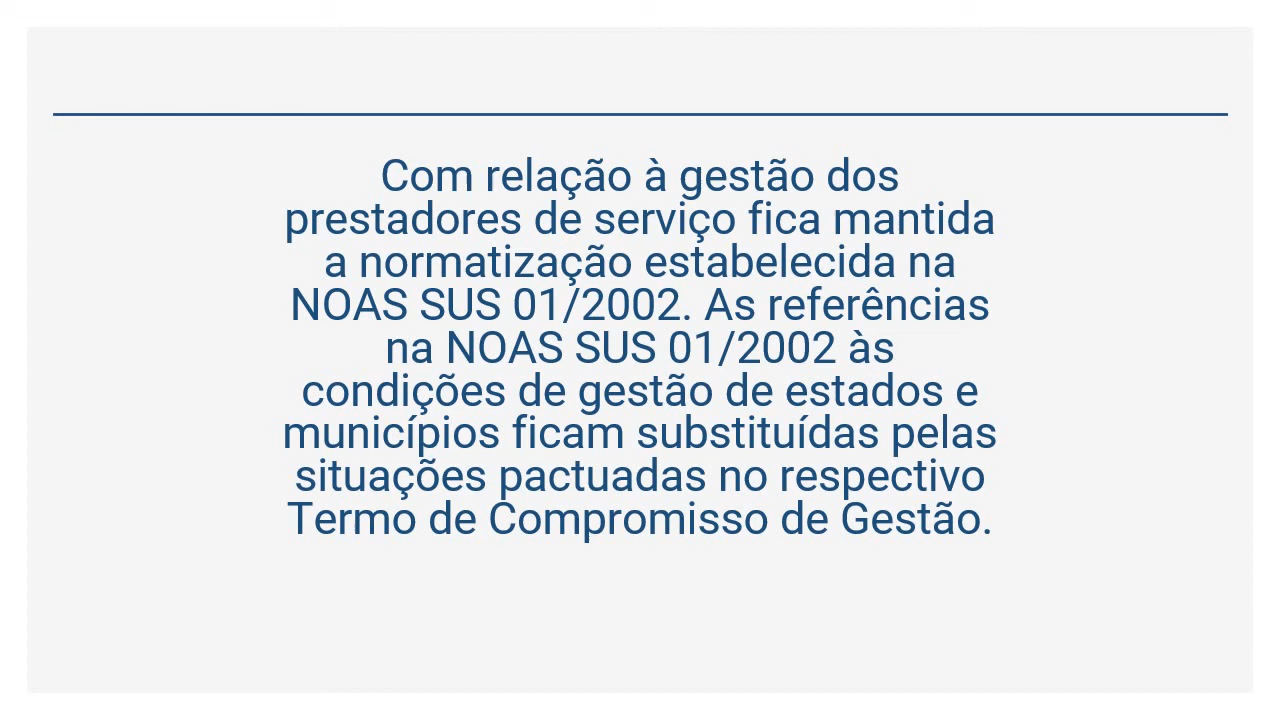 Com relação à gestão dos
prestadores de serviço fica mantida
a normatização estabelecida na
NOAS SUS 01/2002. As referências
na NOAS SUS 01/2002 às
condições de gestão de estados e
municípios ficam substituídas pelas
situações pactuadas no respectivo
Termo de Compromisso de Gestão.